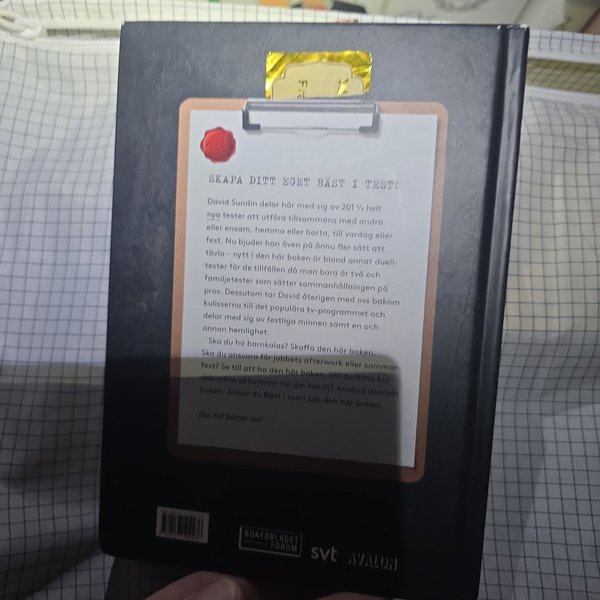 SKAPA DITT EGET BÄST I TEST!
David Sundin delar här med sig av 201 ½ helt
nya tester att utföra tillsammans med andra
eller ensam, hemma eller borta, till vardag eller
fest. Nu bjuder han även på ännu fler sätt att
tävla – nytt i den här boken är bland annat duell-
tester för de tillfällen då man bara är två och
familjetester som sätter sammanhållningen på
prov. Dessutom tar David återigen med oss bakom
kulisserna till det populära tv-programmet och
delar med sig av festliga minnen samt en och
annan hemlighet.
Ska du ha barnkalas? Skaffa den här boken.
Ska du ansvara för jobbets afterwork eller sommar-
fest? Se till att ha den här boken. Vill du hitta kul
skärmfria aktiviteter för din familj? Använd den här
boken. Älskar du Bäst i test? Läs den här boken.
Din tid börjar nu!
BOKFÖRLAGET
FORUM
svt
AVALON